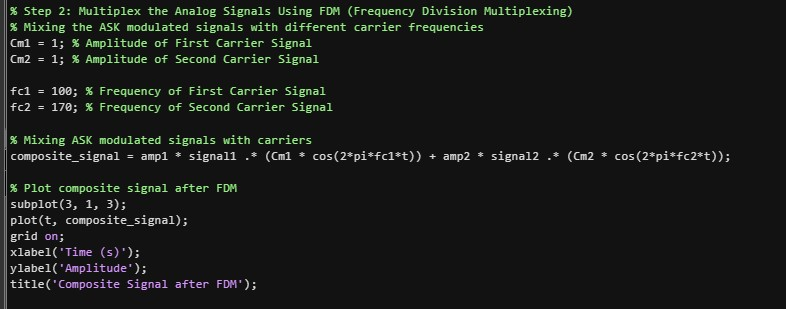 % Step 2: Multiplex the Analog Signals Using FDM (Frequency Division Multiplexing)
% Mixing the ASK modulated signals with different carrier frequencies
Cm1 = 1; % Amplitude of First Carrier Signal
Cm2 = 1; % Amplitude of Second Carrier Signal
fc1 = 100; % Frequency of First Carrier Signal
fc2 = 170; % Frequency of Second Carrier Signal
% Mixing ASK modulated signals with carriers
composite_signal = amp1 * signal1 .* (Cm1 * cos(2*pi*fc1*t)) + amp2 * signal2 .* (Cm2 * cos(2*pi*fc2*t));
% Plot composite signal after FDM
subplot(3, 1, 3);
plot(t, composite_signal);
grid on;
xlabel('Time (s)');
ylabel('Amplitude');
title('Composite Signal after FDM');